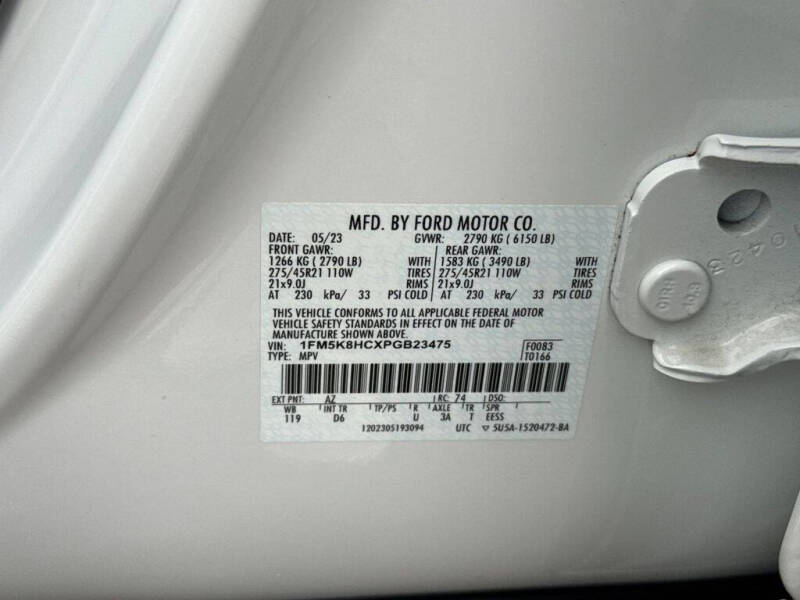 MFD. BY FORD MOTOR CO.
DATE: 05/23 GVWR: 2790 KG ( 6150 LB)
FRONT GAWR: REAR GAWR:
1266 KG ( 2790 LB) WITH 1583 KG ( 3490 LB) WITH
275/45R21 110W TIRES 275/45R21 110W TIRES
21x9.0J RIMS 21x9.0J RIMS
AT 230 kPa/ 33 PSI COLD AT 230 kPa/ 33 PSI COLD
THIS VEHICLE CONFORMS TO ALL APPLICABLE FEDERAL MOTOR
VEHICLE SAFETY STANDARDS IN EFFECT ON THE DATE OF
MANUFACTURE SHOWN ABOVE.
VIN: 1FM5K8HCXPGB23475 F0083
TYPE: MPV T0166
EXT PNT: AZ RC: 74 DSO:
WB INT TR TP/PS R AXLE TR SPR
119 D6 U 3A T EESS
1202305193094 UTC ▽ 5U5A-1520472-BA
10423